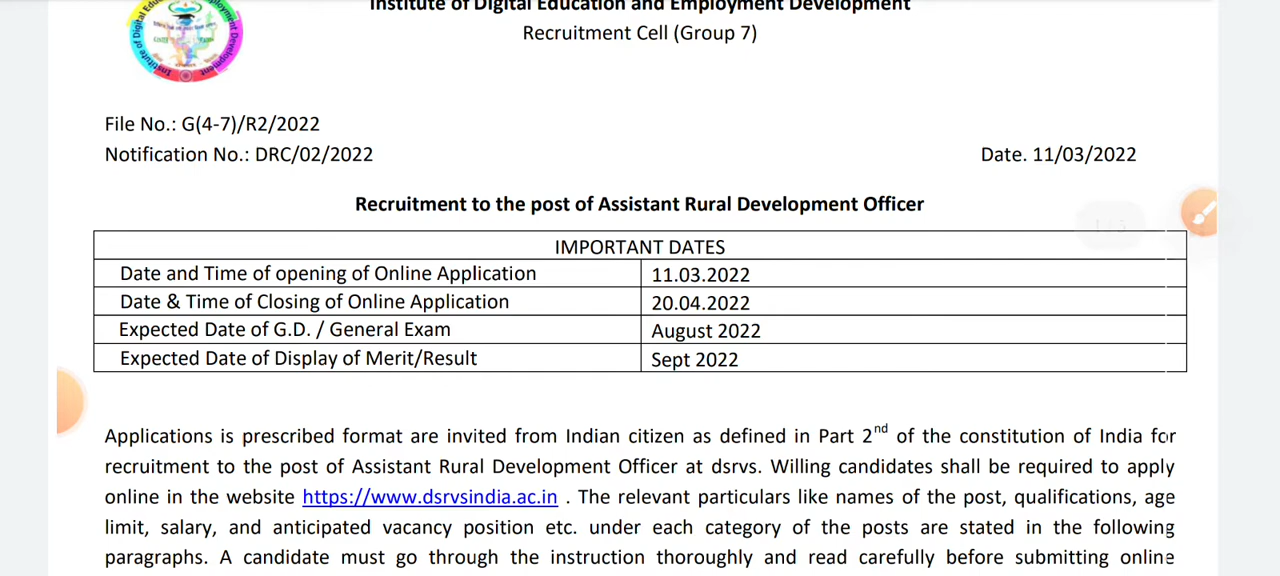 Institute of Digital Education and Employment Development
Recruitment Cell (Group 7)
File No.: G(4-7)/R2/2022
Notification No.: DRC/02/2022
Date. 11/03/2022
Recruitment to the post of Assistant Rural Development Officer
1/5
IMPORTANT DATES
Date and Time of opening of Online Application 11.03.2022
Date & Time of Closing of Online Application 20.04.2022
Expected Date of G.D. / General Exam August 2022
Expected Date of Display of Merit/Result Sept 2022
Applications is prescribed format are invited from Indian citizen as defined in Part 2nd of the constitution of India for
recruitment to the post of Assistant Rural Development Officer at dsrvs. Willing candidates shall be required to apply
online in the website https://www.dsrvsindia.ac.in . The relevant particulars like names of the post, qualifications, age
limit, salary, and anticipated vacancy position etc. under each category of the posts are stated in the following
paragraphs. A candidate must go through the instruction thoroughly and read carefully before submitting online